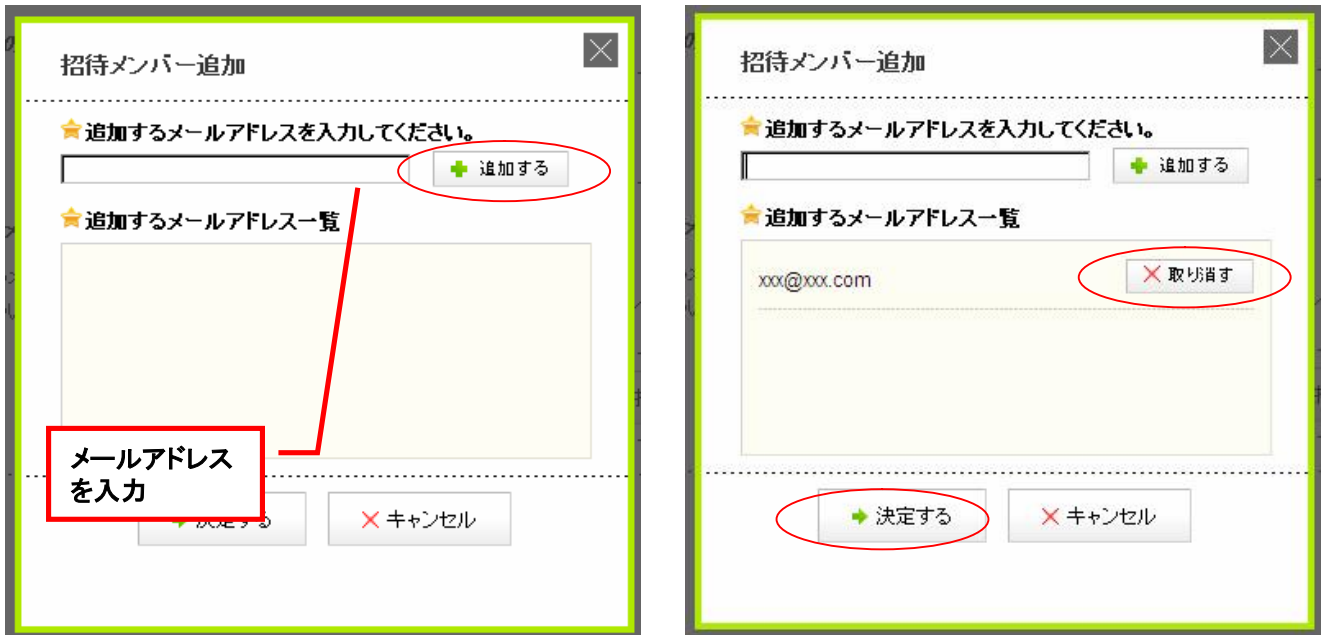 招待メンバー追加
追加するメールアドレスを入力してください。
追加する
追加するメールアドレス一覧
メールアドレス
を入力
決定する
キャンセル
招待メンバー追加
追加するメールアドレスを入力してください。
追加する
追加するメールアドレス一覧
xxx@xxx.com
取り消す
決定する
キャンセル